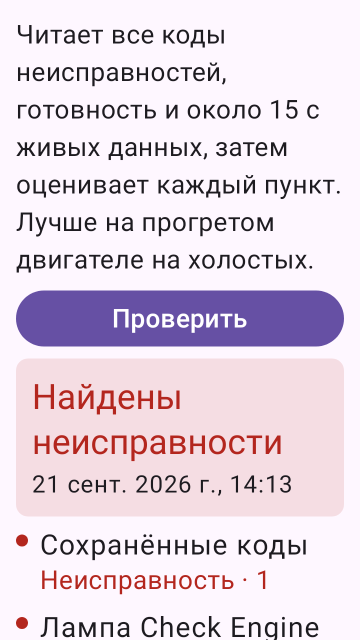 Читает все коды
неисправностей,
готовность и около 15 с
живых данных, затем
оценивает каждый пункт.
Лучше на прогретом
двигателе на холостых.
Проверить
Найдены
неисправности
21 сент. 2026 г., 14:13
Сохранённые коды
Неисправность · 1
Лампа Check Engine